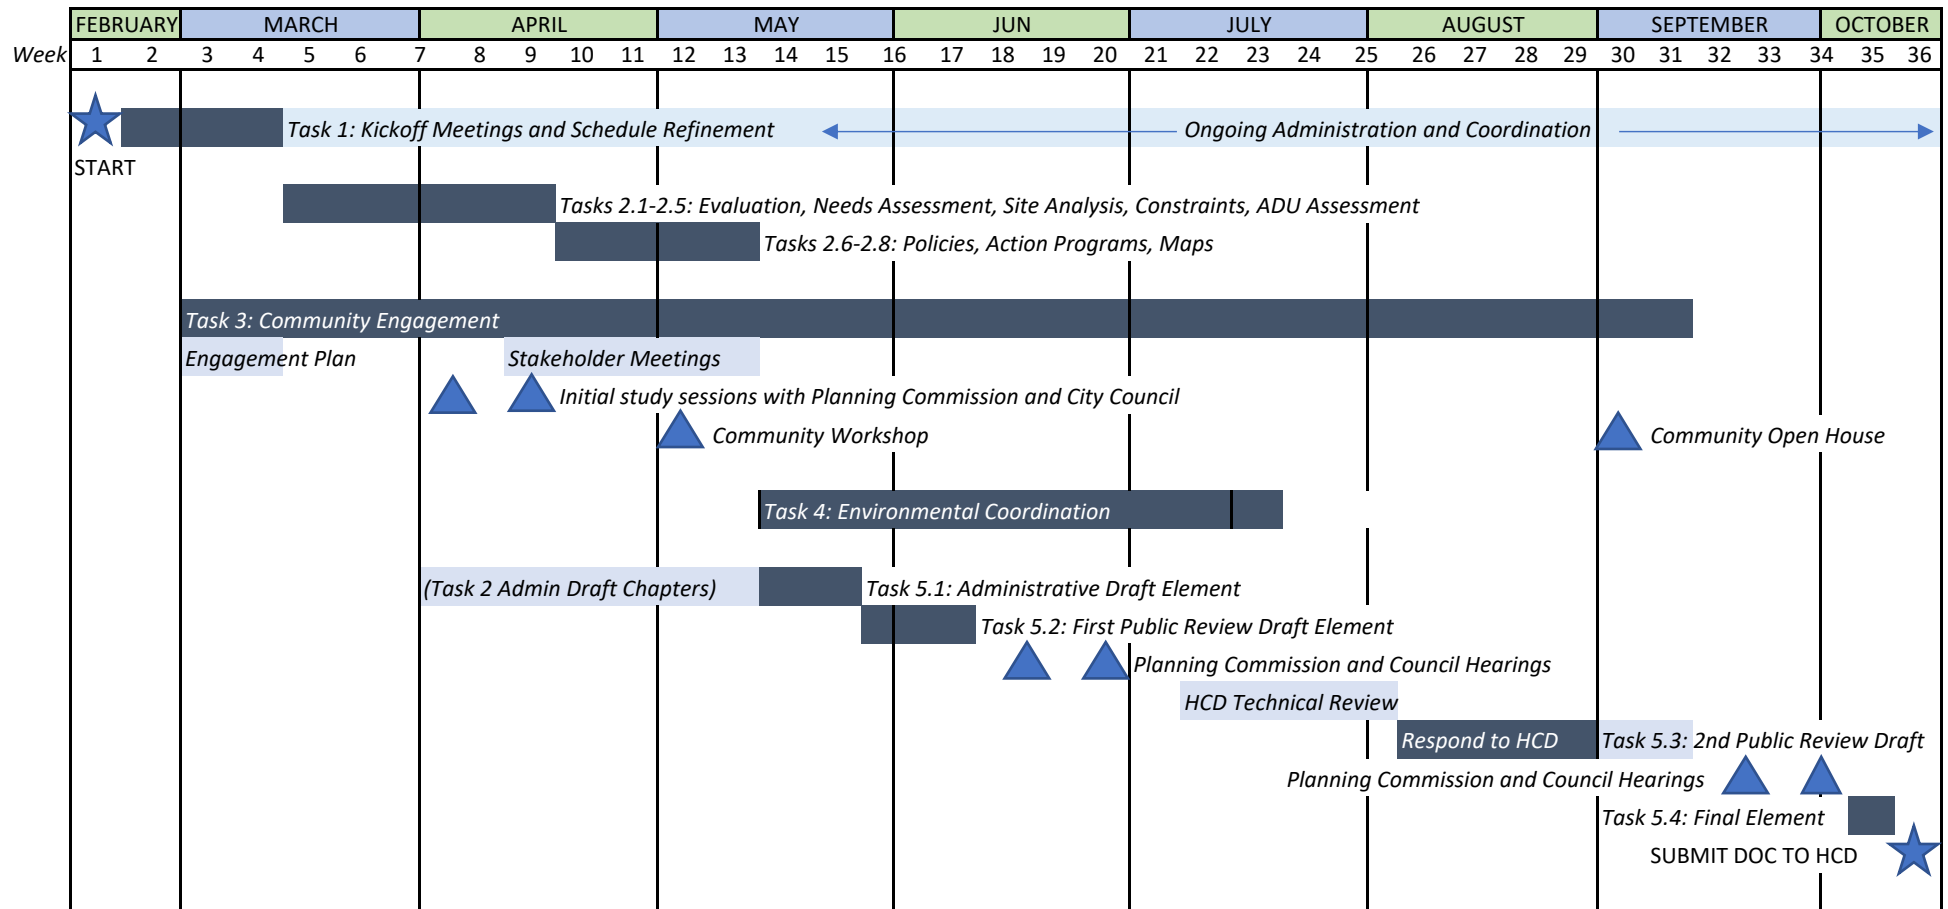 FEBRUARY MARCH APRIL MAY JUN JULY AUGUST SEPTEMBER OCTOBER
Week 1 2 3 4 5 6 7 8 9 10 11 12 13 14 15 16 17 18 19 20 21 22 23 24 25 26 27 28 29 30 31 32 33 34 35 36
Task 1: Kickoff Meetings and Schedule Refinement Ongoing Administration and Coordination
START
Tasks 2.1-2.5: Evaluation, Needs Assessment, Site Analysis, Constraints, ADU Assessment
Tasks 2.6-2.8: Policies, Action Programs, Maps
Task 3: Community Engagement
Engagement Plan Stakeholder Meetings
Initial study sessions with Planning Commission and City Council
Community Workshop Community Open House
Task 4: Environmental Coordination
(Task 2 Admin Draft Chapters) Task 5.1: Administrative Draft Element
Task 5.2: First Public Review Draft Element
Planning Commission and Council Hearings
HCD Technical Review
Respond to HCD Task 5.3: 2nd Public Review Draft
Planning Commission and Council Hearings
Task 5.4: Final Element
SUBMIT DOC TO HCD